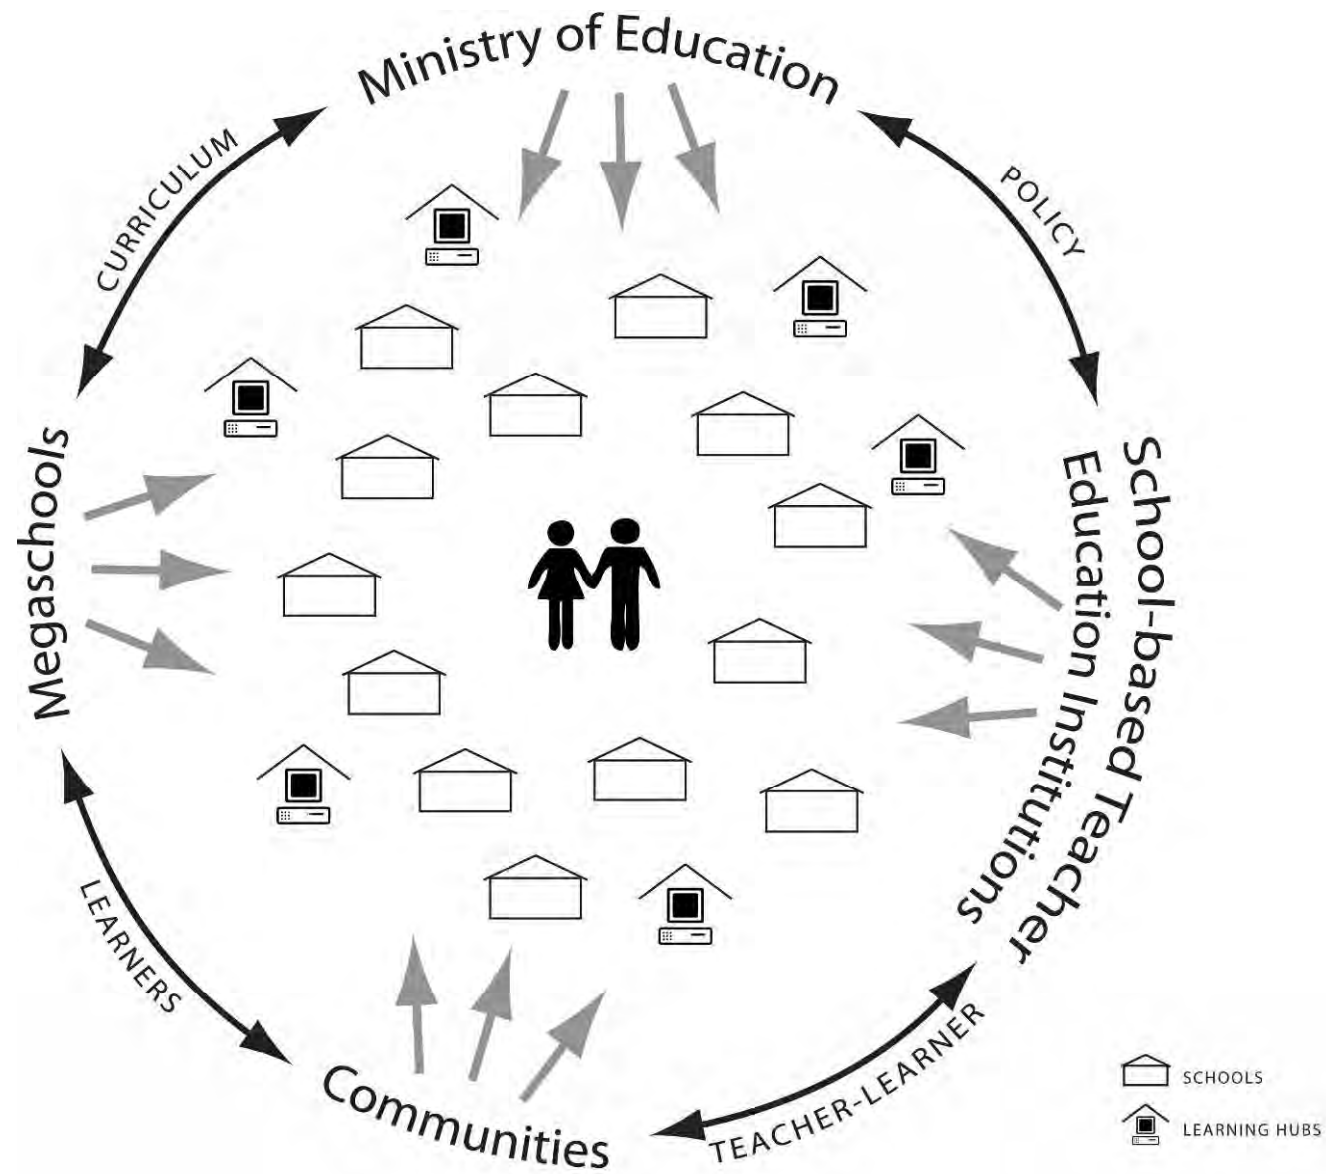 Ministry of Education
CURRICULUM
POLICY
Megaschools
School-based Teacher
Education Institutions
LEARNERS
TEACHER-LEARNER
Communities
SCHOOLS
LEARNING HUBS